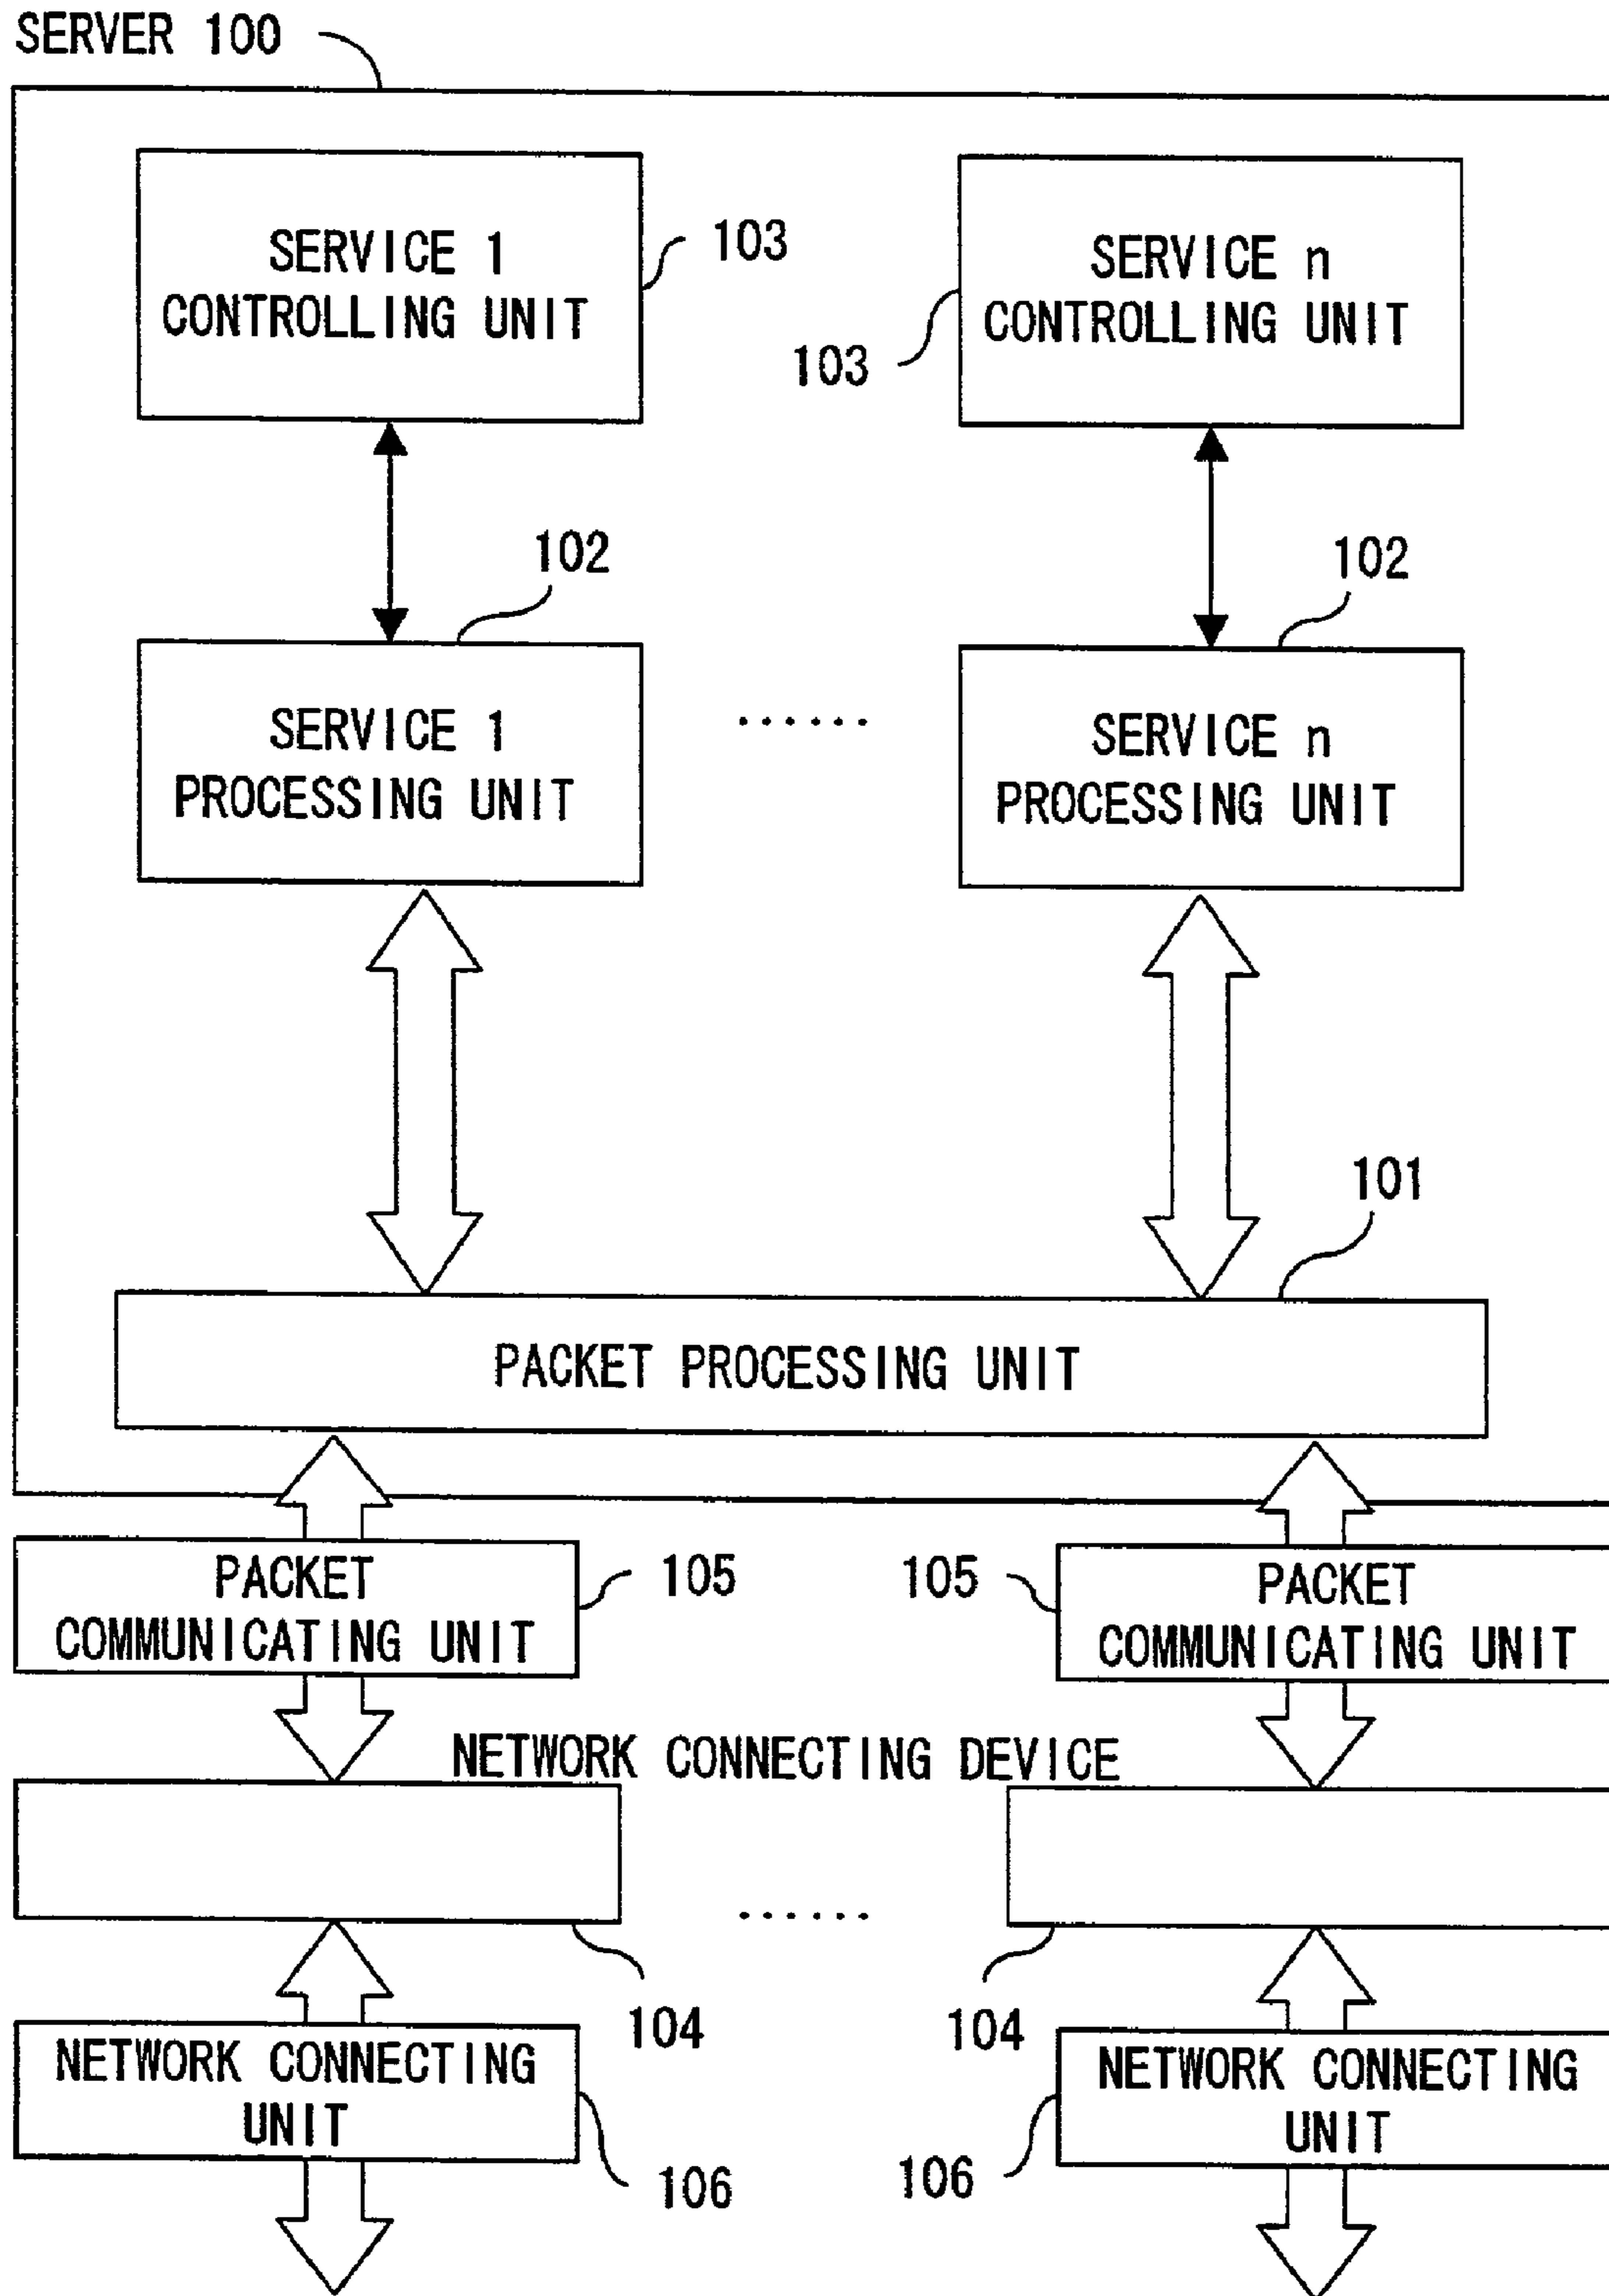 SERVER 100
SERVICE 1
CONTROLLING UNIT
103
SERVICE n
CONTROLLING UNIT
103
102
102
SERVICE 1
PROCESSING UNIT
......
SERVICE n
PROCESSING UNIT
101
PACKET PROCESSING UNIT
PACKET
COMMUNICATING UNIT
105
105
PACKET
COMMUNICATING UNIT
NETWORK CONNECTING DEVICE
......
104
104
NETWORK CONNECTING
UNIT
106
NETWORK CONNECTING
UNIT
106